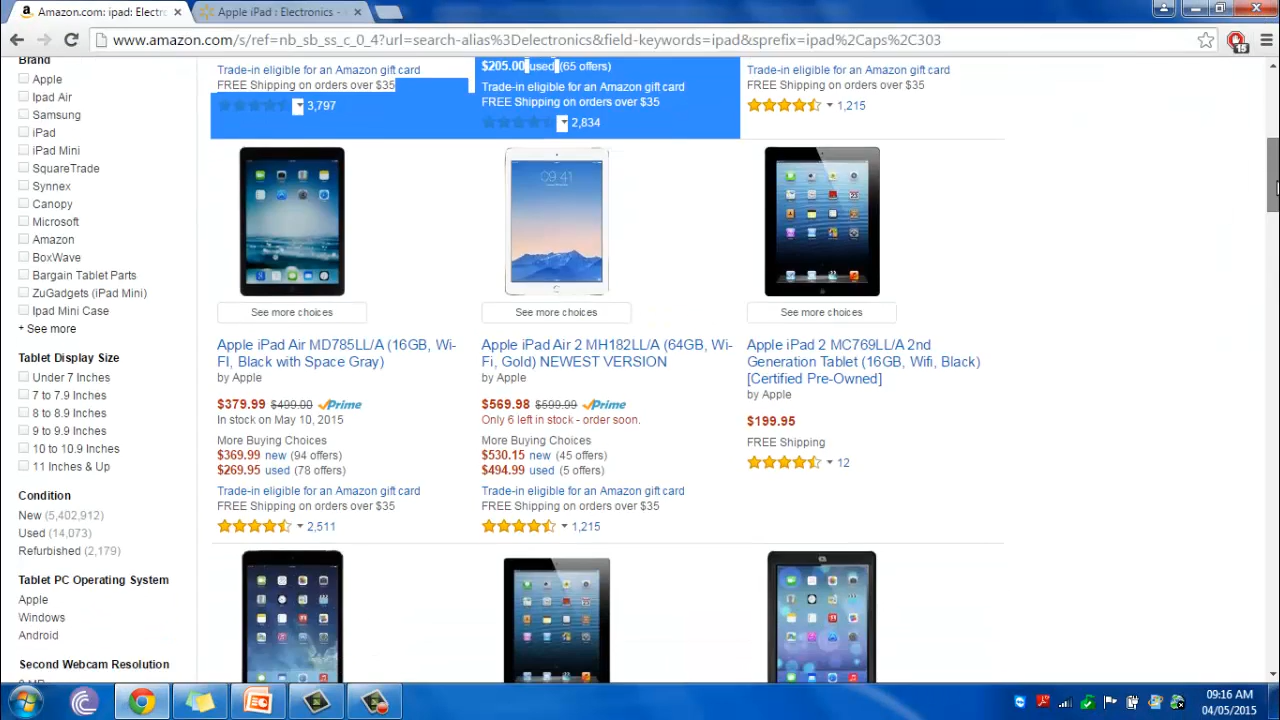 Amazon.com: ipad: Electro
Apple iPad : Electronics -
www.amazon.com/s/ref=nb_sb_ss_c_0_4?url=search-alias%3Delectronics&field-keywords=ipad&sprefix=ipad%2Caps%2C303
15
Brand
Apple
Ipad Air
Samsung
iPad
iPad Mini
SquareTrade
Synnex
Canopy
Microsoft
Amazon
BoxWave
Bargain Tablet Parts
ZuGadgets (iPad Mini)
Ipad Mini Case
+ See more
Tablet Display Size
Under 7 Inches
7 to 7.9 Inches
8 to 8.9 Inches
9 to 9.9 Inches
10 to 10.9 Inches
11 Inches & Up
Condition
New (5,402,912)
Used (14,073)
Refurbished (2,179)
Tablet PC Operating System
Apple
Windows
Android
Second Webcam Resolution
Trade-in eligible for an Amazon gift card
FREE Shipping on orders over $35
3,797
$205.00 used (65 offers)
Trade-in eligible for an Amazon gift card
FREE Shipping on orders over $35
2,834
Trade-in eligible for an Amazon gift card
FREE Shipping on orders over $35
1,215
See more choices
Apple iPad Air MD785LL/A (16GB, Wi-
FI, Black with Space Gray)
by Apple
$379.99 $499.00 Prime
In stock on May 10, 2015
More Buying Choices
$369.99 new (94 offers)
$269.95 used (78 offers)
Trade-in eligible for an Amazon gift card
FREE Shipping on orders over $35
2,511
09:41
See more choices
Apple iPad Air 2 MH182LL/A (64GB, Wi-
Fi, Gold) NEWEST VERSION
by Apple
$569.98 $599.99 Prime
Only 6 left in stock - order soon.
More Buying Choices
$530.15 new (45 offers)
$494.99 used (5 offers)
Trade-in eligible for an Amazon gift card
FREE Shipping on orders over $35
1,215
See more choices
Apple iPad 2 MC769LL/A 2nd
Generation Tablet (16GB, Wifi, Black)
[Certified Pre-Owned]
by Apple
$199.95
FREE Shipping
12
09:16 AM
04/05/2015